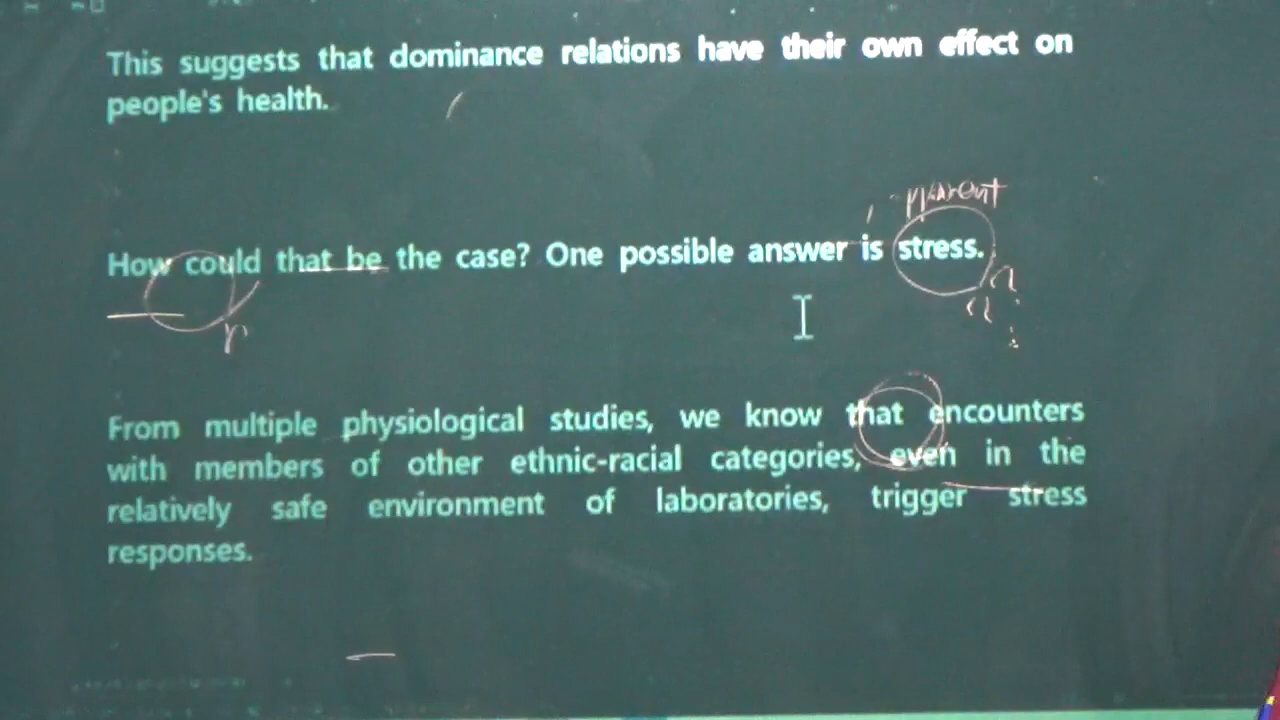 This suggests that dominance relations have their own effect on
people's health.
How could that be the case? One possible answer is stress.
From multiple physiological studies, we know that encounters
with members of other ethnic-racial categories, even in the
relatively safe environment of laboratories, trigger stress
responses.